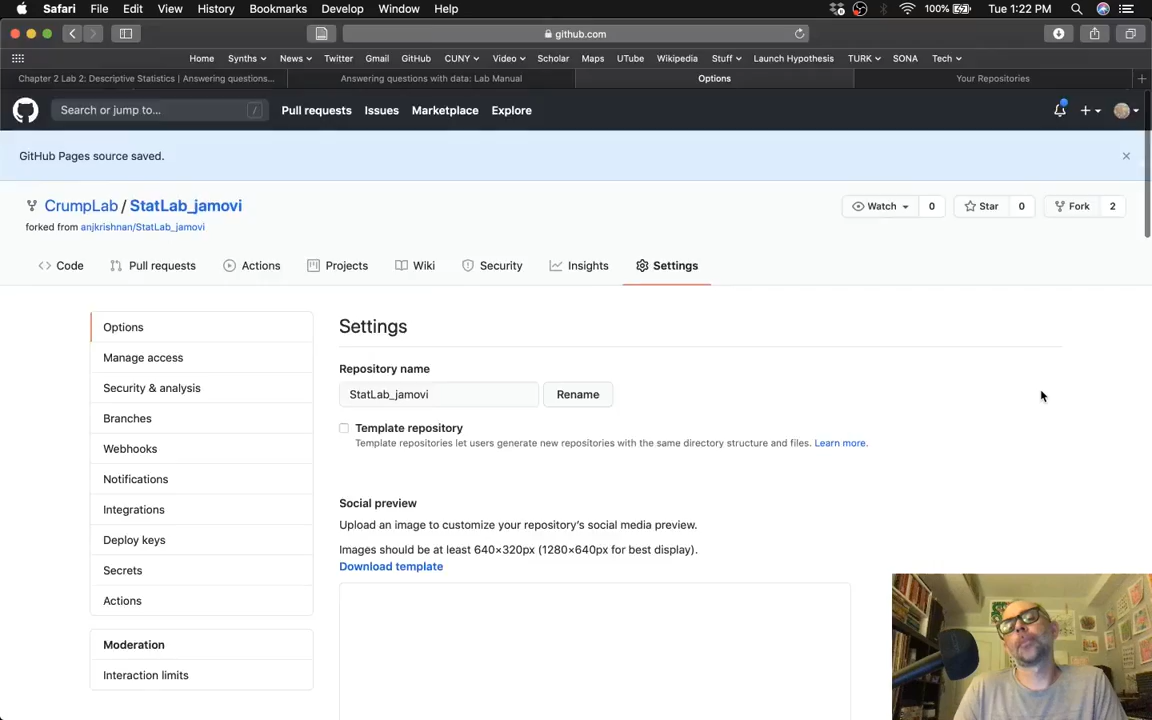 Safari File Edit View History Bookmarks Develop Window Help 100% Tue 1:22 PM
github.com
Home Synths News Twitter Gmail GitHub CUNY Video Scholar Maps UTube Wikipedia Stuff Launch Hypothesis TURK SONA Tech
Chapter 2 Lab 2: Descriptive Statistics | Answering questions... Answering questions with data: Lab Manual Options Your Repositories
Search or jump to... / Pull requests Issues Marketplace Explore
GitHub Pages source saved.
CrumpLab / StatLab_jamovi Watch 0 Star 0 Fork 2
forked from anjkrishnan/StatLab_jamovi
Code Pull requests Actions Projects Wiki Security Insights Settings
Options
Manage access
Security & analysis
Branches
Webhooks
Notifications
Integrations
Deploy keys
Secrets
Actions
Moderation
Interaction limits
Settings
Repository name
StatLab_jamovi Rename
Template repository
Template repositories let users generate new repositories with the same directory structure and files. Learn more.
Social preview
Upload an image to customize your repository's social media preview.
Images should be at least 640×320px (1280×640px for best display).
Download template